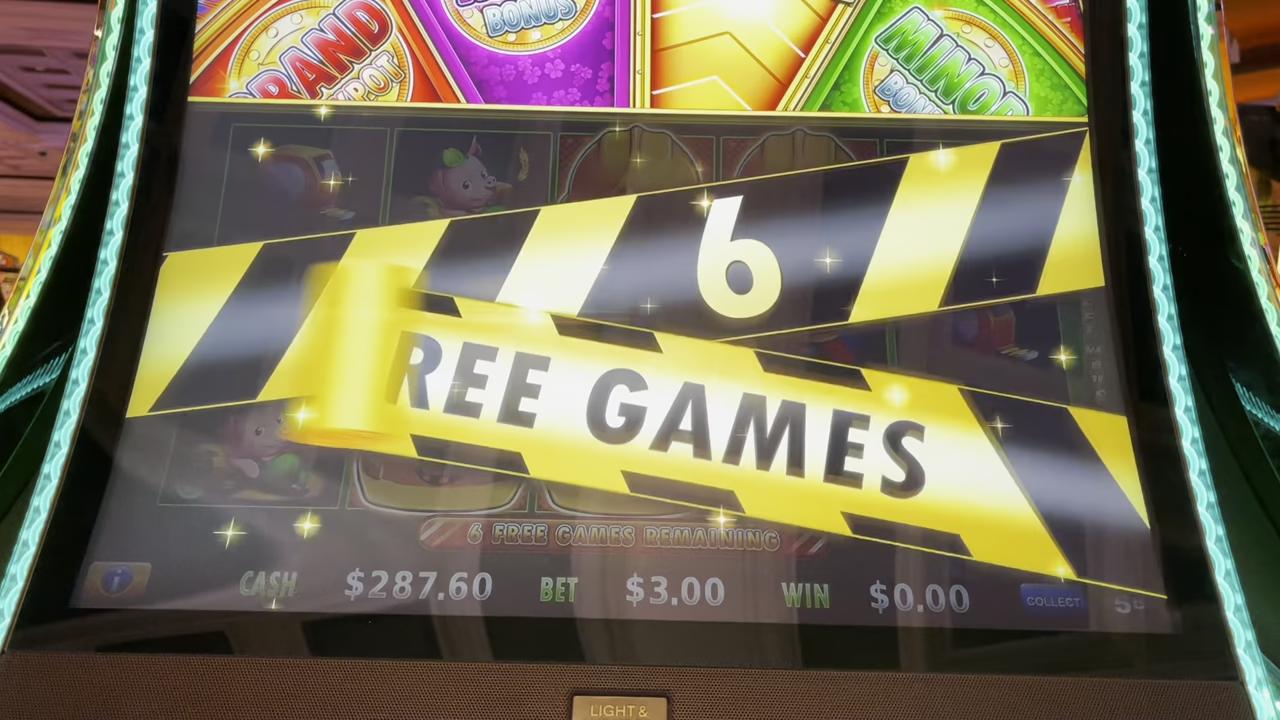 BONUS
MINOR
6
REE GAMES
6 FREE GAMES REMAINING
CASH $287.60 BET $3.00 WIN $0.00 COLLECT 5¢
LIGHT &